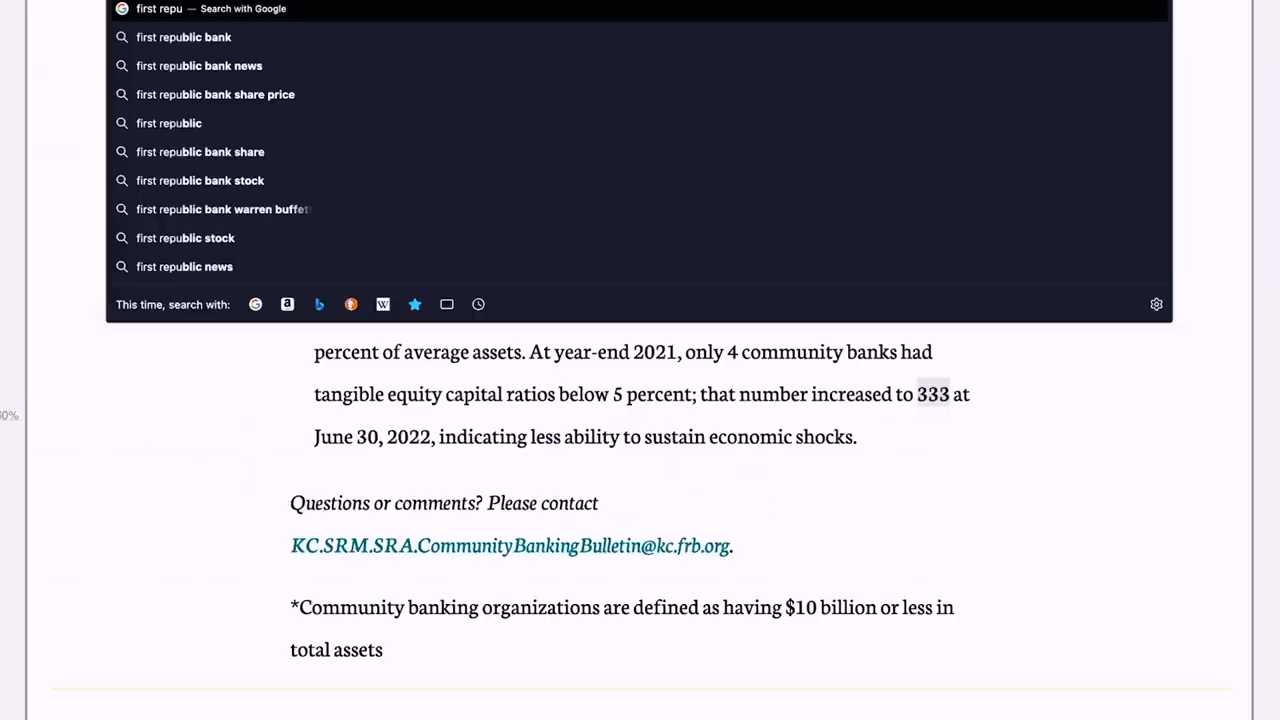 first repu — Search with Google
first republic bank
first republic bank news
first republic bank share price
first republic
first republic bank share
first republic bank stock
first republic bank warren buffet
first republic stock
first republic news
This time, search with:
percent of average assets. At year-end 2021, only 4 community banks had
tangible equity capital ratios below 5 percent; that number increased to 333 at
June 30, 2022, indicating less ability to sustain economic shocks.
Questions or comments? Please contact
KC.SRM.SRA.CommunityBankingBulletin@kc.frb.org.
*Community banking organizations are defined as having $10 billion or less in
total assets